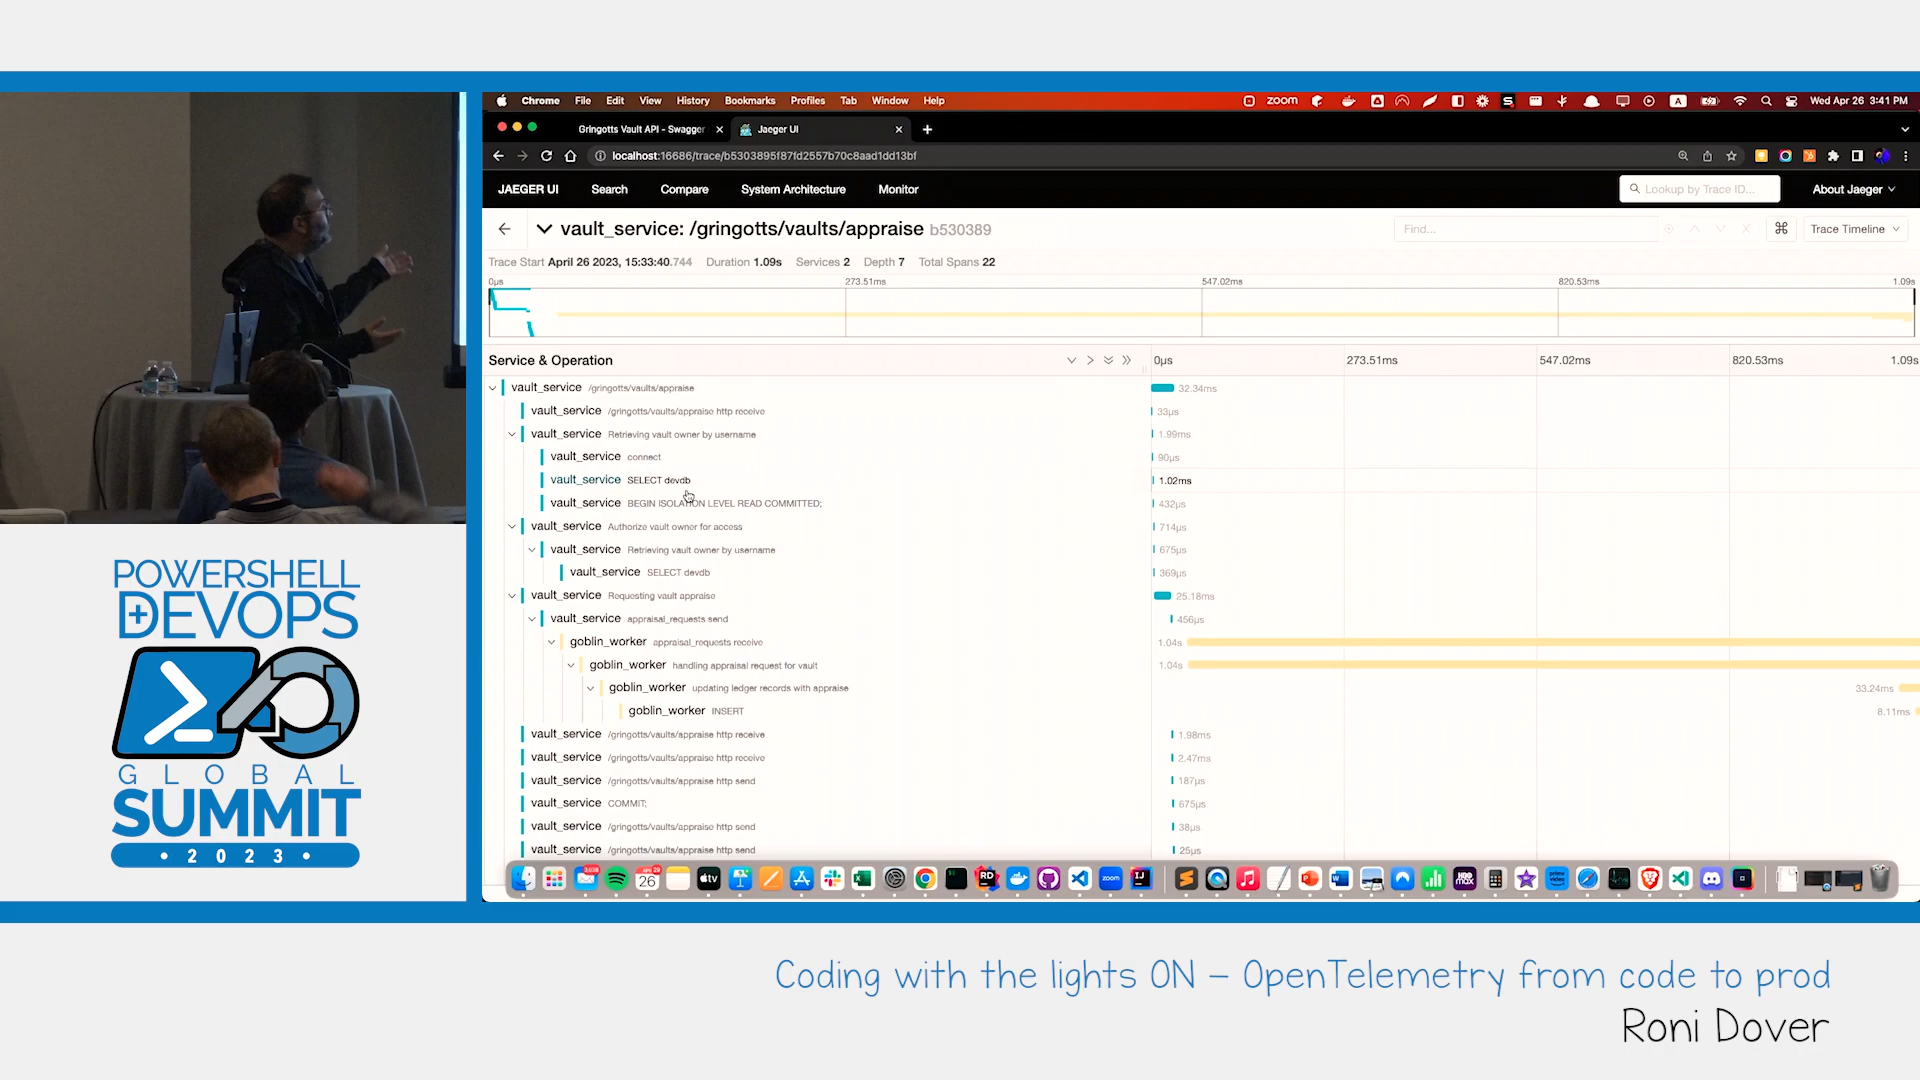 Chrome File Edit View History Bookmarks Profiles Tab Window Help zoom A Wed Apr 26 3:41 PM
Gringotts Vault API - Swagger Jaeger UI
localhost:16686/trace/b5303895f87fd2557b70c8aad1dd13bf
JAEGER UI Search Compare System Architecture Monitor Lookup by Trace ID... About Jaeger
vault_service: /gringotts/vaults/appraise b530389 Find... Trace Timeline
Trace Start April 26 2023, 15:33:40.744 Duration 1.09s Services 2 Depth 7 Total Spans 22
0µs 273.51ms 547.02ms 820.53ms 1.09s
Service & Operation 0µs 273.51ms 547.02ms 820.53ms 1.09s
vault_service /gringotts/vaults/appraise 32.34ms
vault_service /gringotts/vaults/appraise http receive 33µs
vault_service Retrieving vault owner by username 1.99ms
vault_service connect 90µs
vault_service SELECT devdb 1.02ms
vault_service BEGIN ISOLATION LEVEL READ COMMITTED; 432µs
vault_service Authorize vault owner for access 714µs
vault_service Retrieving vault owner by username 675µs
vault_service SELECT devdb 369µs
vault_service Requesting vault appraise 25.18ms
vault_service appraisal_requests send 456µs
goblin_worker appraisal_requests receive 1.04s
goblin_worker handling appraisal request for vault 1.04s
goblin_worker updating ledger records with appraise 33.24ms
goblin_worker INSERT 8.11ms
vault_service /gringotts/vaults/appraise http receive 1.98ms
vault_service /gringotts/vaults/appraise http receive 2.47ms
vault_service /gringotts/vaults/appraise http send 187µs
vault_service COMMIT; 675µs
vault_service /gringotts/vaults/appraise http send 38µs
vault_service /gringotts/vaults/appraise http send 25µs
POWERSHELL
+DEVOPS
GLOBAL
SUMMIT
• 2023 •
Coding with the lights ON – OpenTelemetry from code to prod
Roni Dover